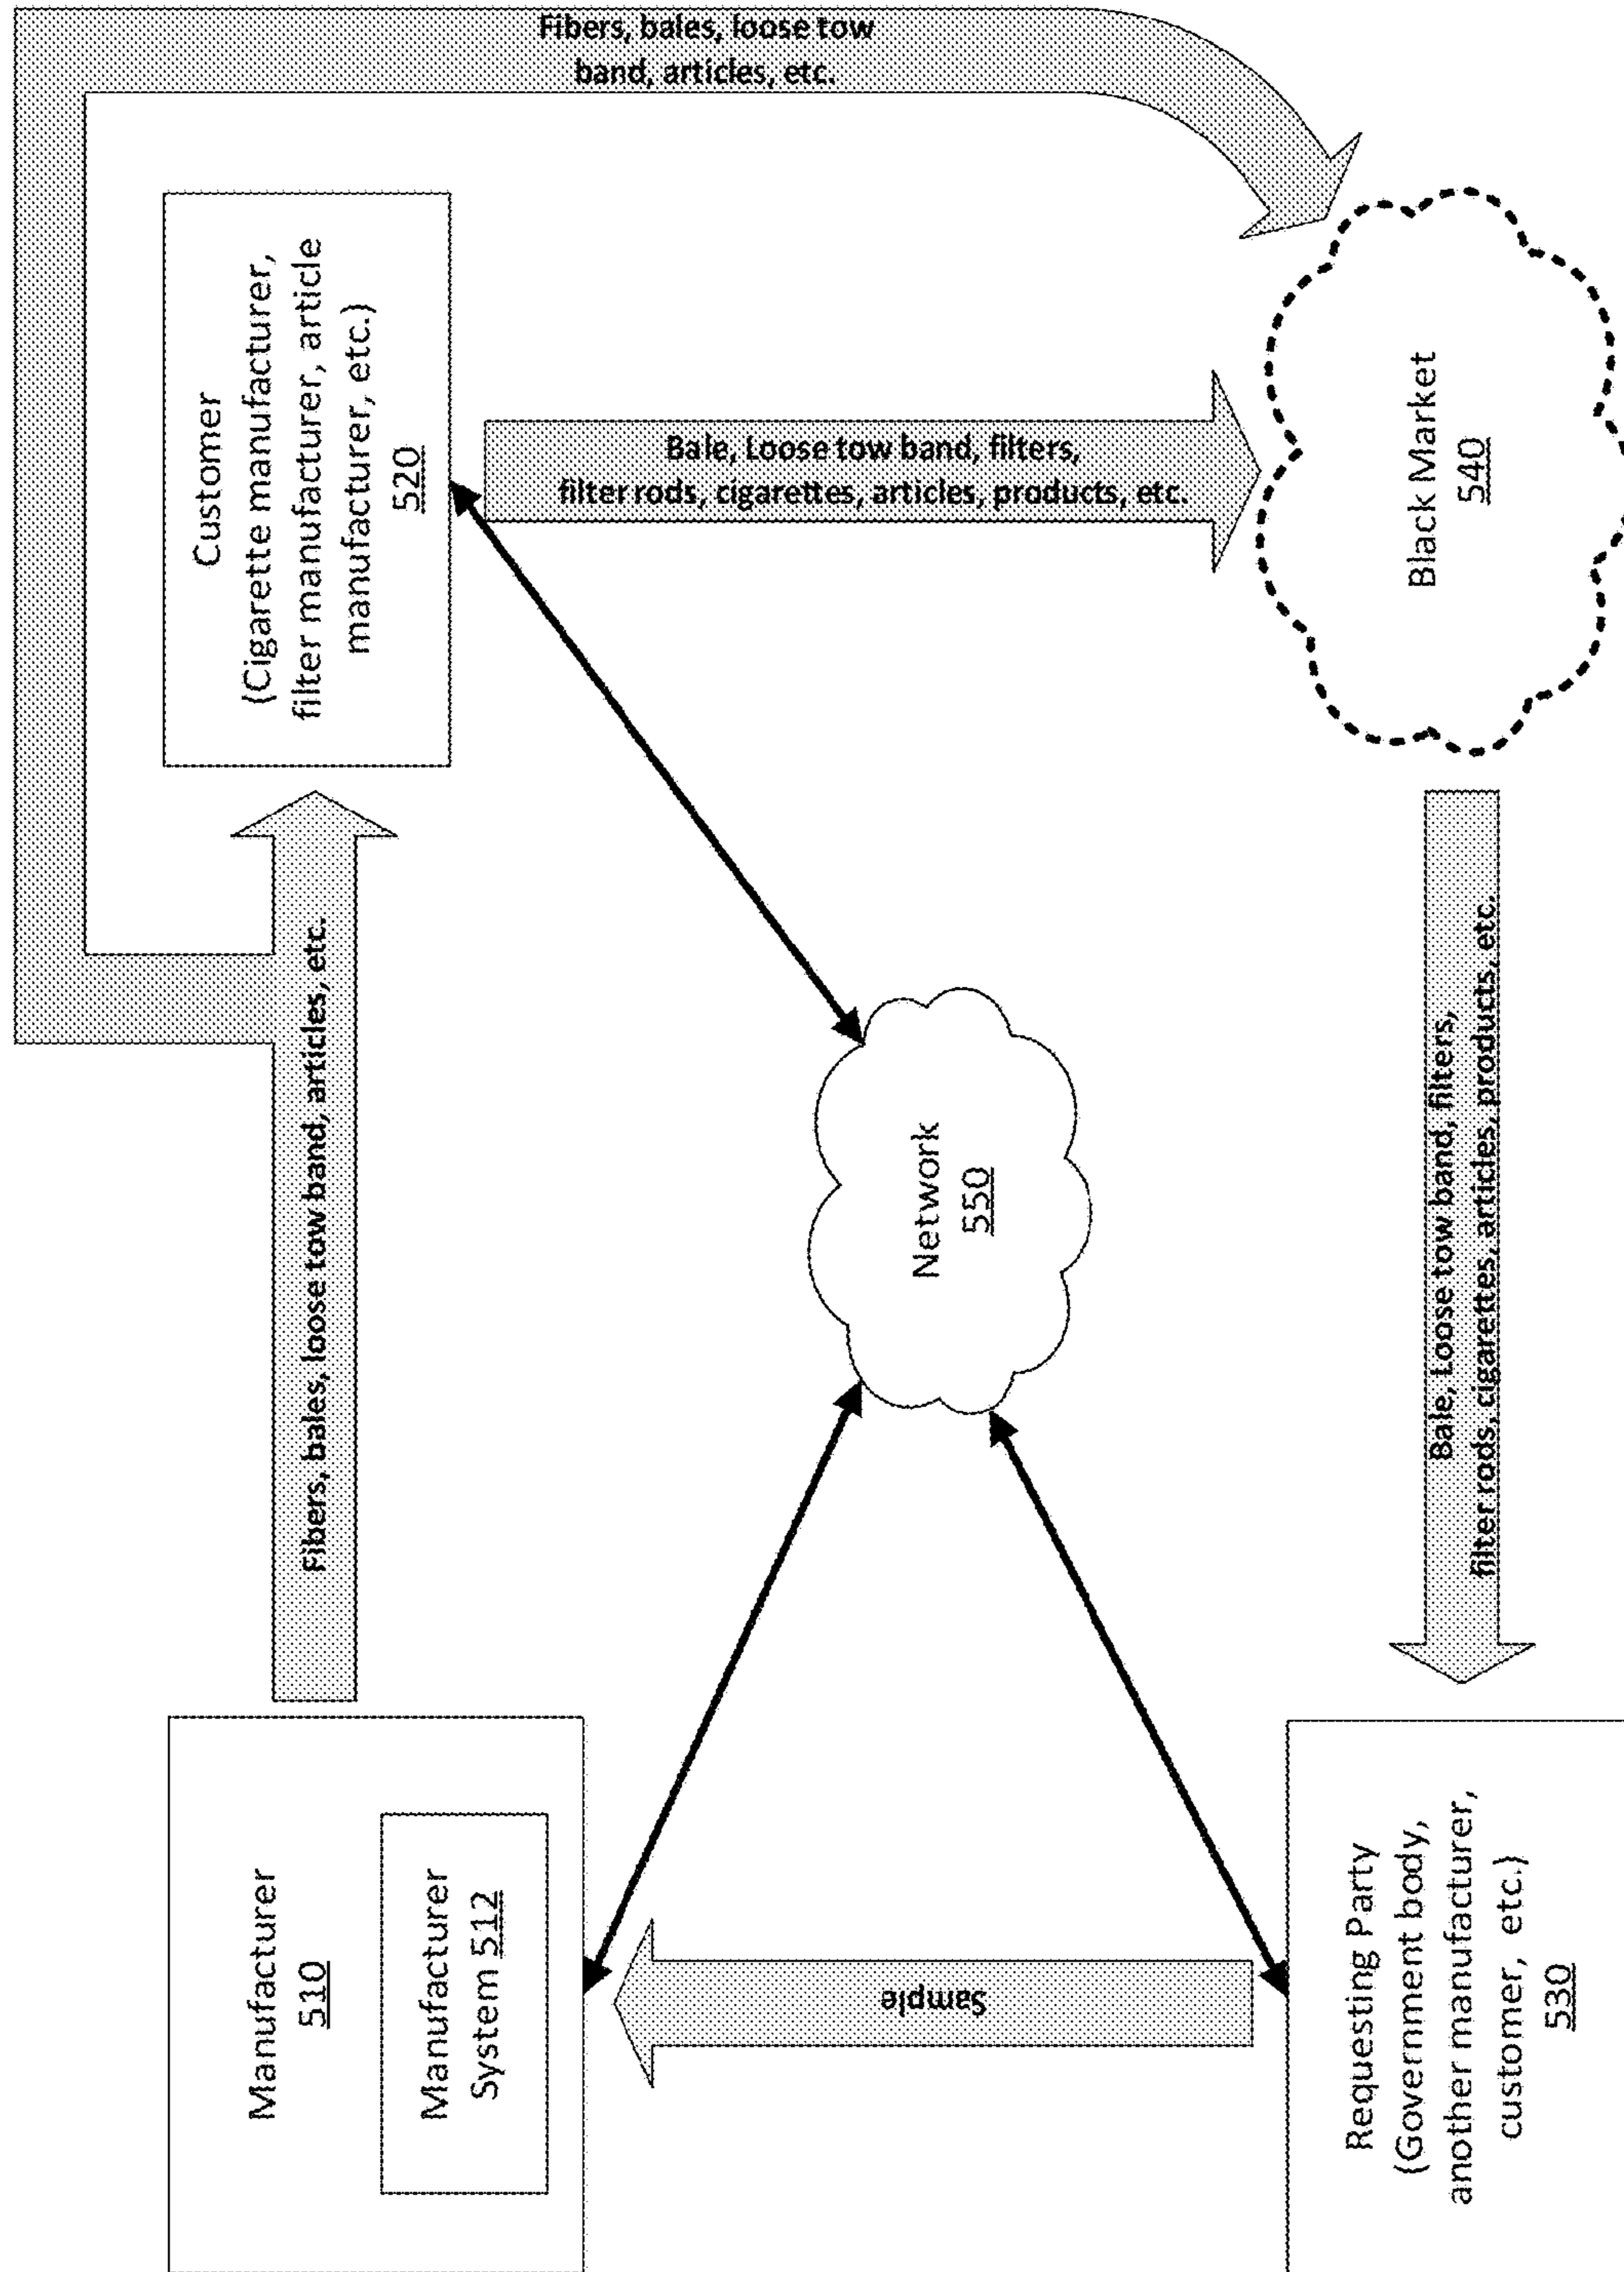 Manufacturer
510
Manufacturer
System 512
Fibers, bales, loose tow band, articles, etc.
Fibers, bales, loose tow
band, articles, etc.
Customer
(Cigarette manufacturer,
filter manufacturer, article
manufacturer, etc.)
520
Bale, Loose tow band, filters,
filter rods, cigarettes, articles, products, etc.
Network
550
Sample
Requesting Party
(Government body,
another manufacturer,
customer, etc.)
530
Bale, Loose tow band, filters,
filter rods, cigarettes, articles, products, etc.
Black Market
540